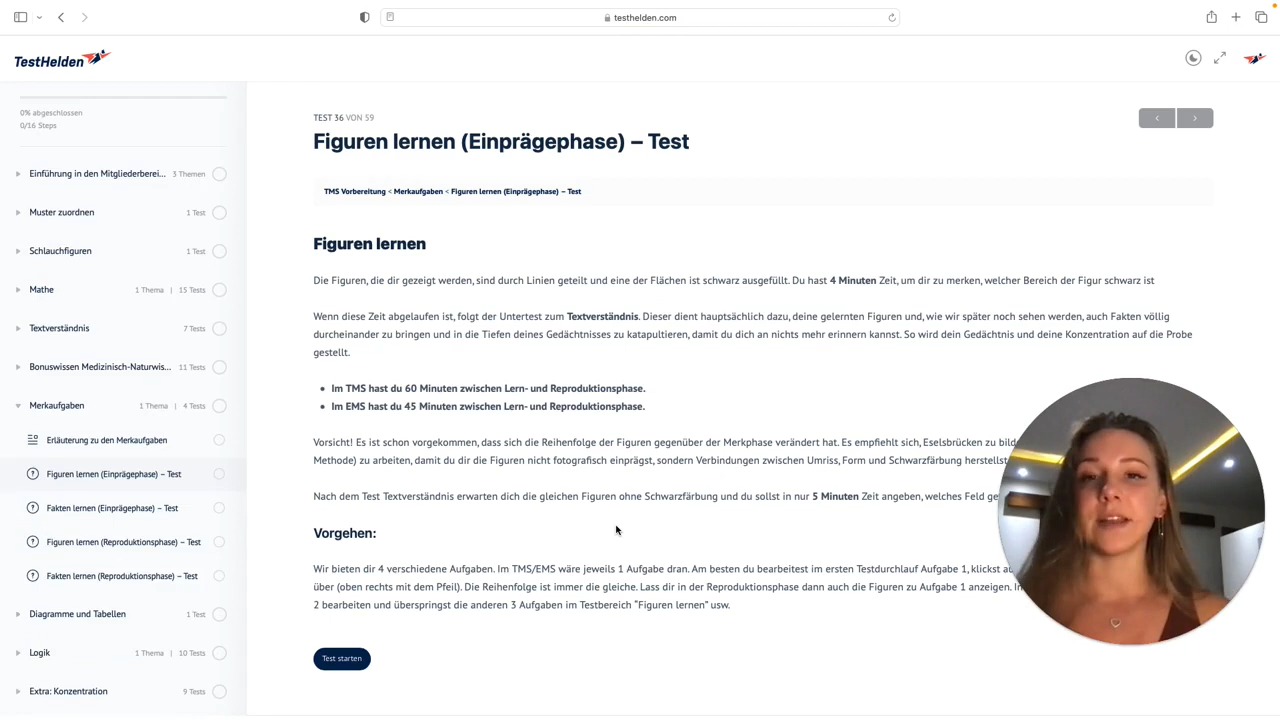 testhelden.com
TestHelden
0% abgeschlossen
0/16 Steps
Einführung in den Mitgliederberei... 3 Themen
Muster zuordnen 1 Test
Schlauchfiguren 1 Test
Mathe 1 Thema | 15 Tests
Textverständnis 7 Tests
Bonuswissen Medizinisch-Naturwis... 11 Tests
Merkaufgaben 1 Thema | 4 Tests
Erläuterung zu den Merkaufgaben
Figuren lernen (Einprägephase) – Test
Fakten lernen (Einprägephase) – Test
Figuren lernen (Reproduktionsphase) – Test
Fakten lernen (Reproduktionsphase) – Test
Diagramme und Tabellen 1 Test
Logik 1 Thema | 10 Tests
Extra: Konzentration 9 Tests
TEST 36 VON 59
Figuren lernen (Einprägephase) – Test
TMS Vorbereitung < Merkaufgaben < Figuren lernen (Einprägephase) – Test
Figuren lernen
Die Figuren, die dir gezeigt werden, sind durch Linien geteilt und eine der Flächen ist schwarz ausgefüllt. Du hast 4 Minuten Zeit, um dir zu merken, welcher Bereich der Figur schwarz ist
Wenn diese Zeit abgelaufen ist, folgt der Untertest zum Textverständnis. Dieser dient hauptsächlich dazu, deine gelernten Figuren und, wie wir später noch sehen werden, auch Fakten völlig
durcheinander zu bringen und in die Tiefen deines Gedächtnisses zu katapultieren, damit du dich an nichts mehr erinnern kannst. So wird dein Gedächtnis und deine Konzentration auf die Probe
gestellt.
• Im TMS hast du 60 Minuten zwischen Lern- und Reproduktionsphase.
• Im EMS hast du 45 Minuten zwischen Lern- und Reproduktionsphase.
Vorsicht! Es ist schon vorgekommen, dass sich die Reihenfolge der Figuren gegenüber der Merkphase verändert hat. Es empfiehlt sich, Eselsbrücken zu bild
Methode) zu arbeiten, damit du dir die Figuren nicht fotografisch einprägst, sondern Verbindungen zwischen Umriss, Form und Schwarzfärbung herstellst
Nach dem Test Textverständnis erwarten dich die gleichen Figuren ohne Schwarzfärbung und du sollst in nur 5 Minuten Zeit angeben, welches Feld ge
Vorgehen:
Wir bieten dir 4 verschiedene Aufgaben. Im TMS/EMS wäre jeweils 1 Aufgabe dran. Am besten du bearbeitest im ersten Testdurchlauf Aufgabe 1, klickst au
über (oben rechts mit dem Pfeil). Die Reihenfolge ist immer die gleiche. Lass dir in der Reproduktionsphase dann auch die Figuren zu Aufgabe 1 anzeigen. In
2 bearbeiten und überspringst die anderen 3 Aufgaben im Testbereich "Figuren lernen" usw.
Test starten